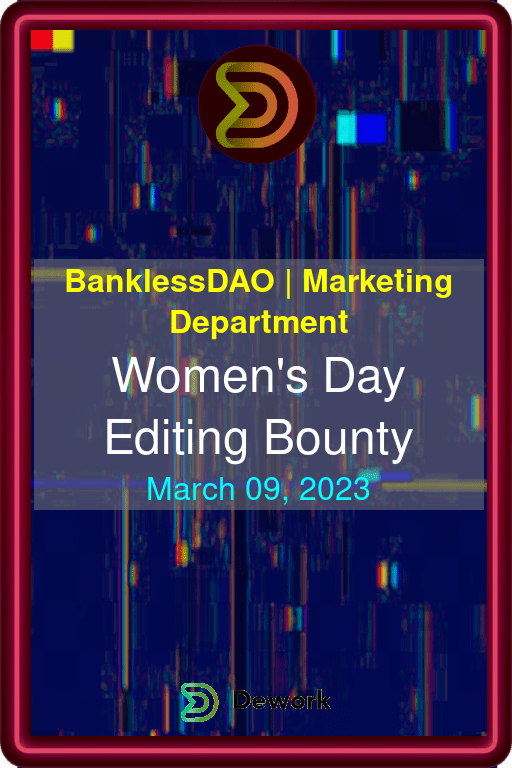 BanklessDAO | Marketing
Department
Women's Day
Editing Bounty
March 09, 2023
Dework